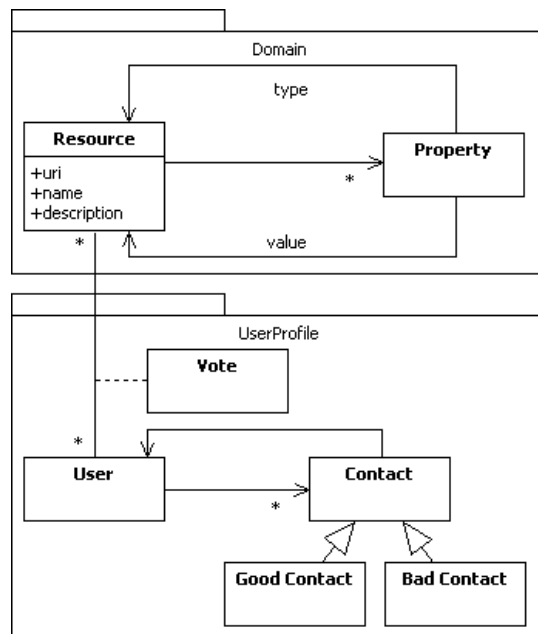 Domain
type
Resource
Property
+uri
+name
+description
*
*
value
UserProfile
Vote
*
User
Contact
*
Good Contact
Bad Contact